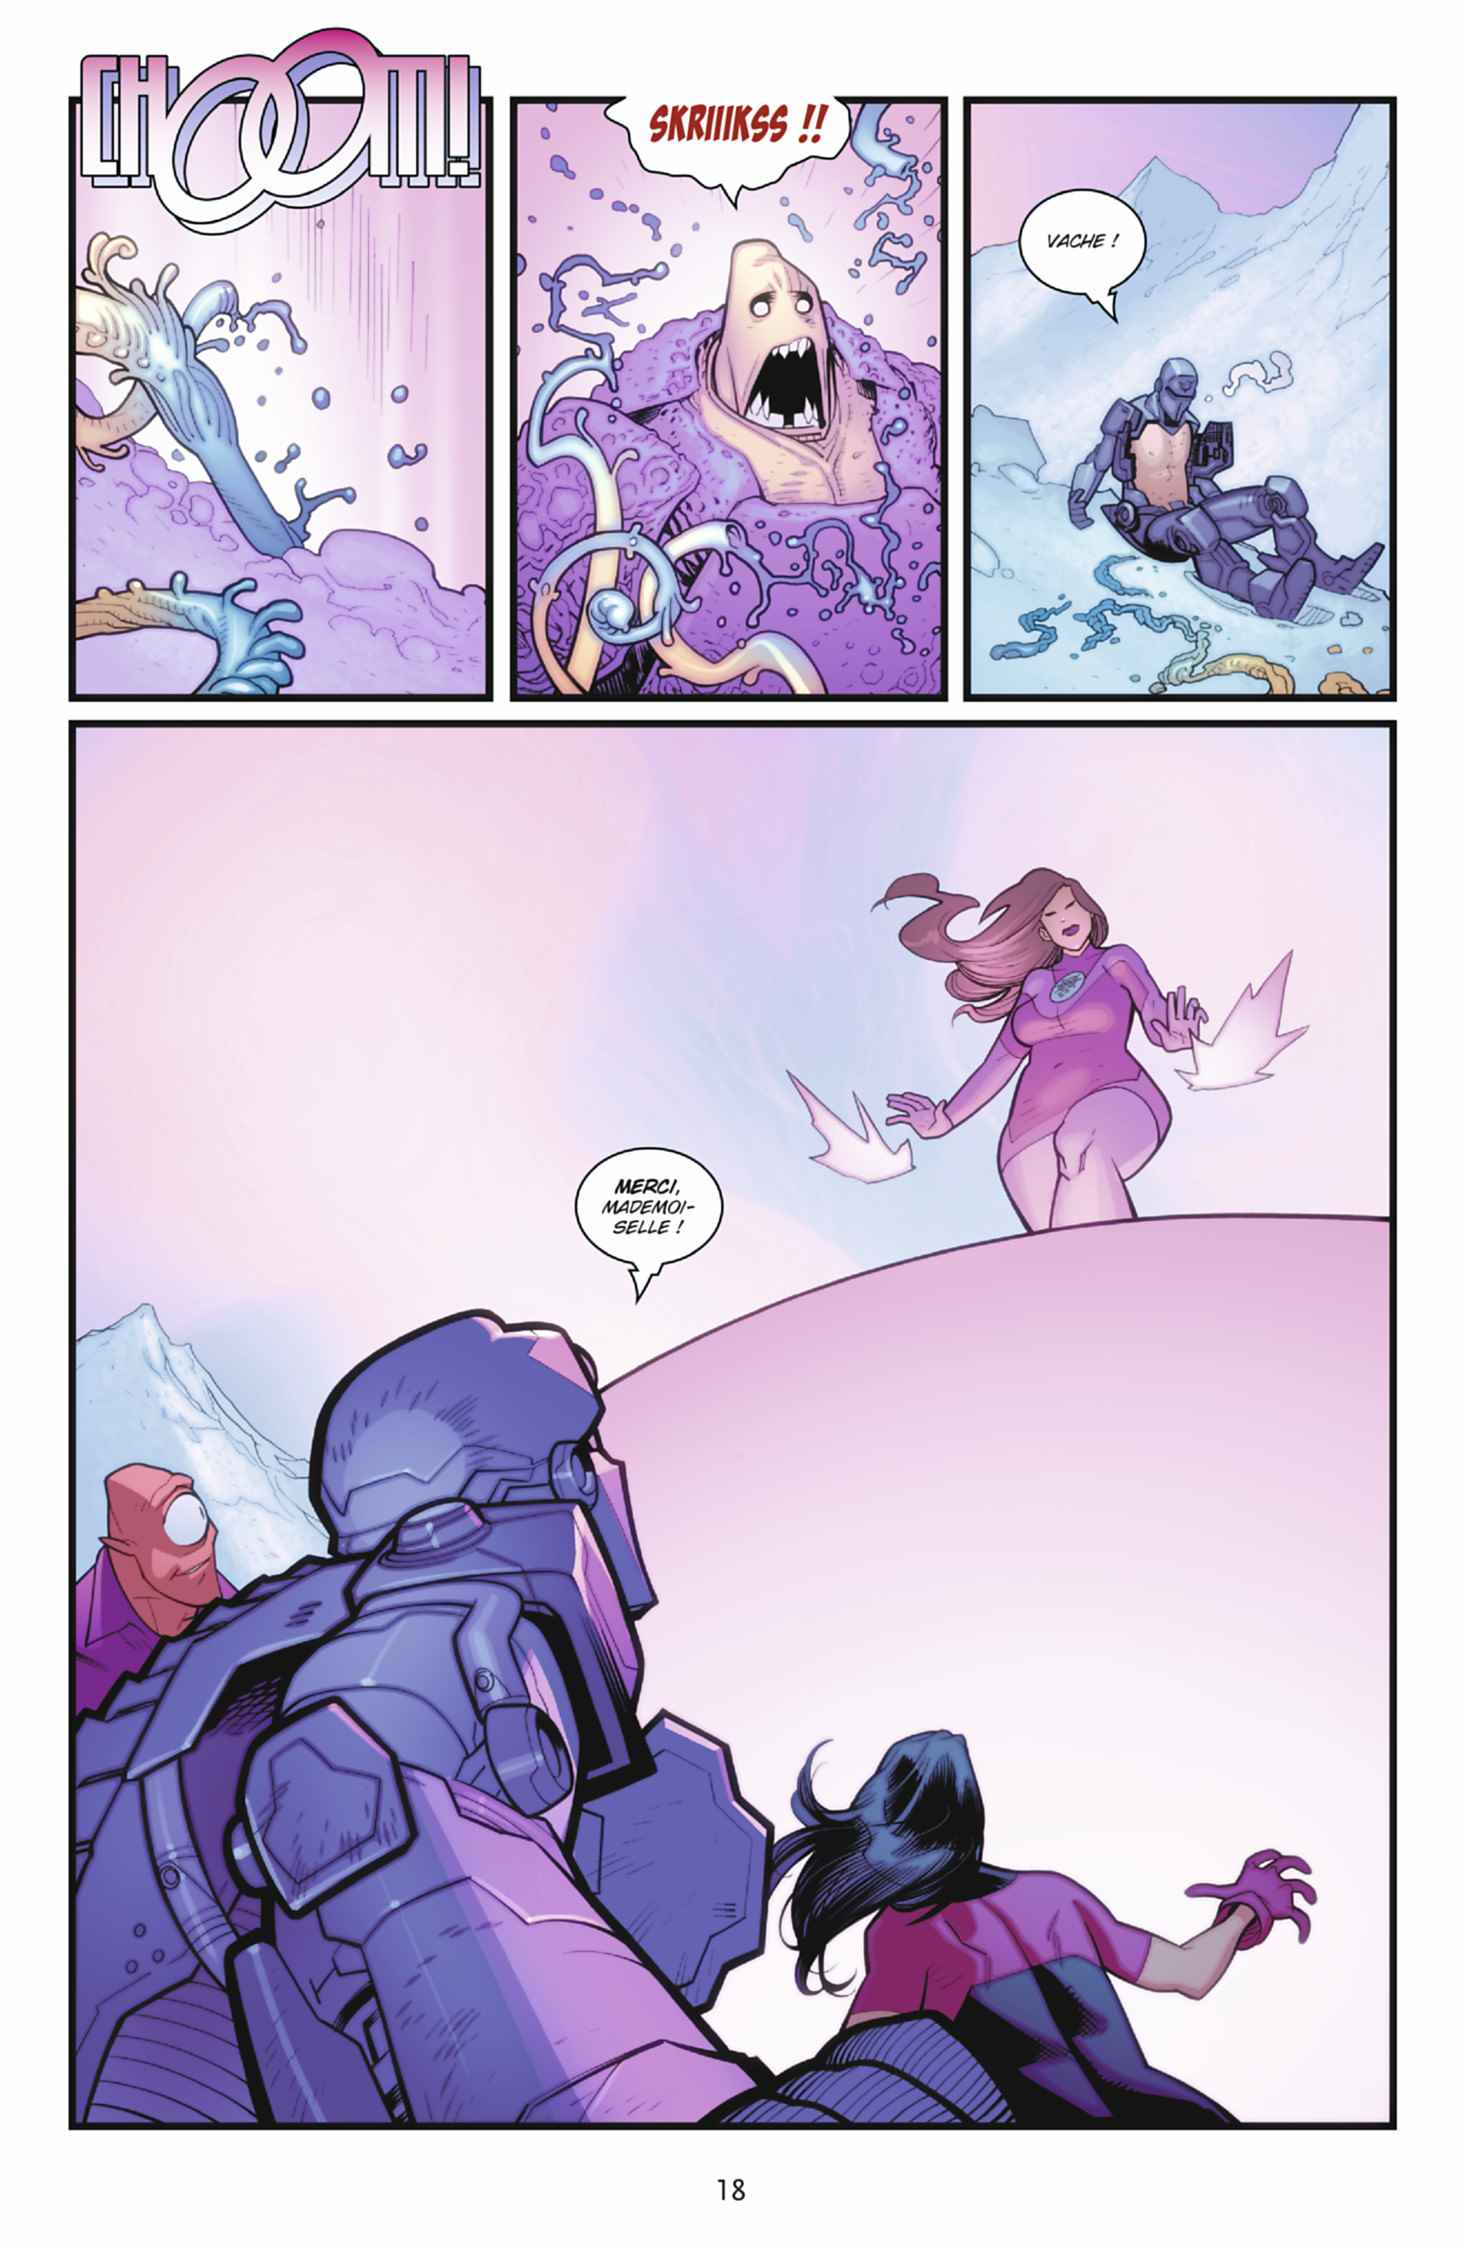 CHOOM!
SKRIIIKSS !!
VACHE !
MERCI,
MADEMOI-
SELLE !
18